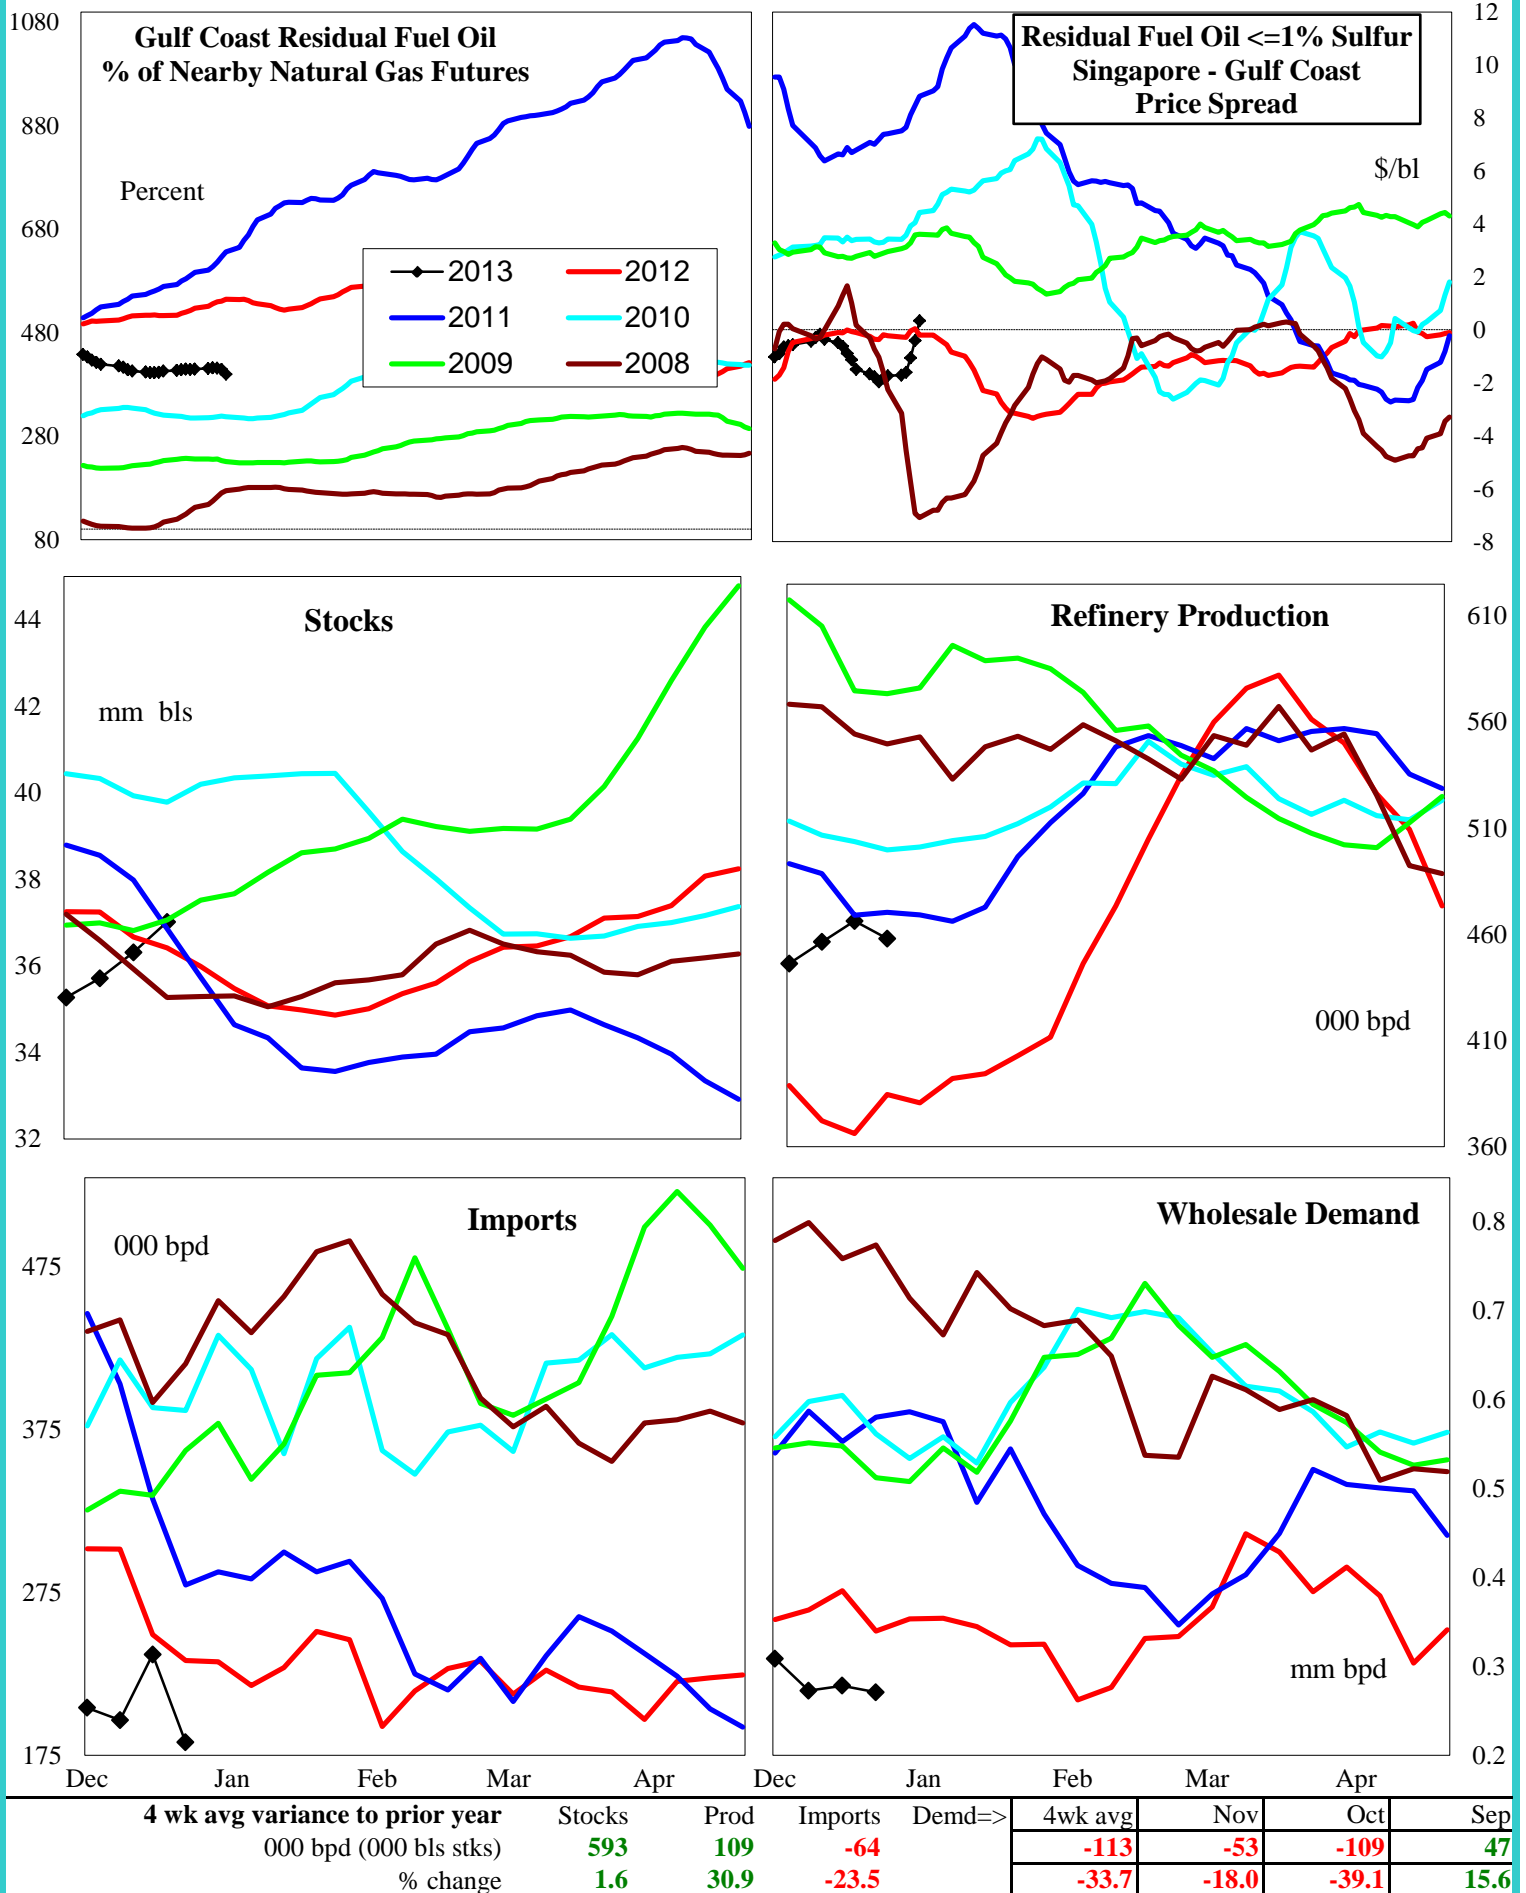 Gulf Coast Residual Fuel Oil
% of Nearby Natural Gas Futures
Percent
1080
880
680
480
280
80
2013
2012
2011
2010
2009
2008
Residual Fuel Oil <=1% Sulfur
Singapore - Gulf Coast
Price Spread
$/bl
12
10
8
6
4
2
0
-2
-4
-6
-8
Stocks
mm bls
44
42
40
38
36
34
32
Refinery Production
000 bpd
610
560
510
460
410
360
Imports
000 bpd
475
375
275
175
Dec Jan Feb Mar Apr
Wholesale Demand
mm bpd
0.8
0.7
0.6
0.5
0.4
0.3
0.2
Dec Jan Feb Mar Apr
4 wk avg variance to prior year Stocks Prod Imports Demd=> 4wk avg Nov Oct Sep
000 bpd (000 bls stks) 593 109 -64 -113 -53 -109 47
% change 1.6 30.9 -23.5 -33.7 -18.0 -39.1 15.6